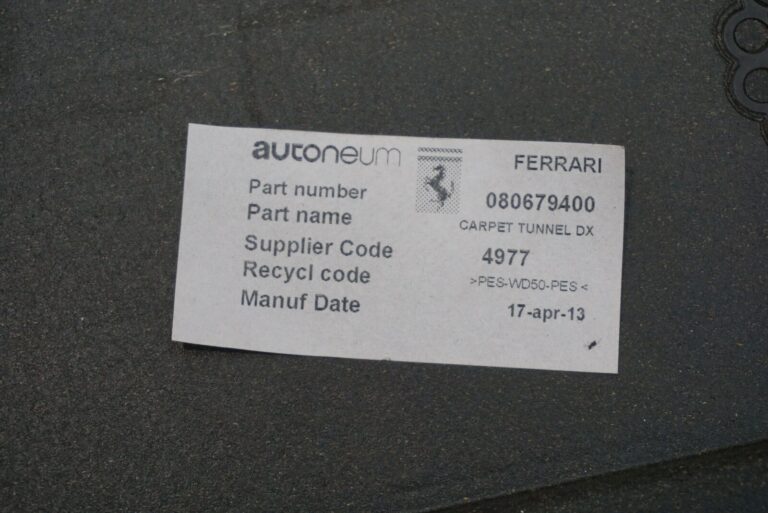 autoneum FERRARI
Part number 080679400
Part name CARPET TUNNEL DX
Supplier Code 4977
Recycl code >PES-WD50-PES<
Manuf Date 17-apr-13